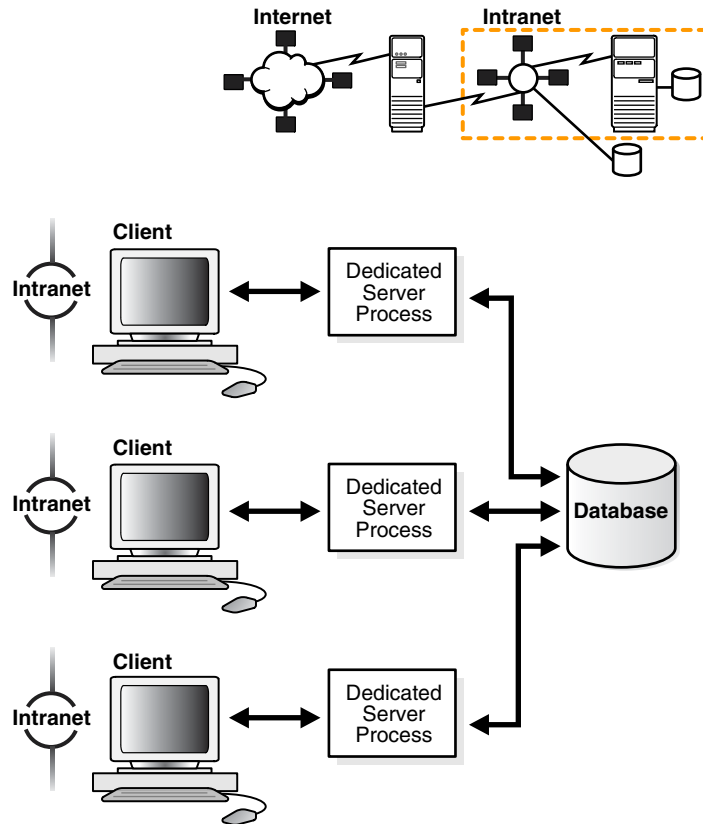 Internet
Intranet
Client
Intranet
Dedicated
Server
Process
Client
Intranet
Dedicated
Server
Process
Database
Client
Intranet
Dedicated
Server
Process